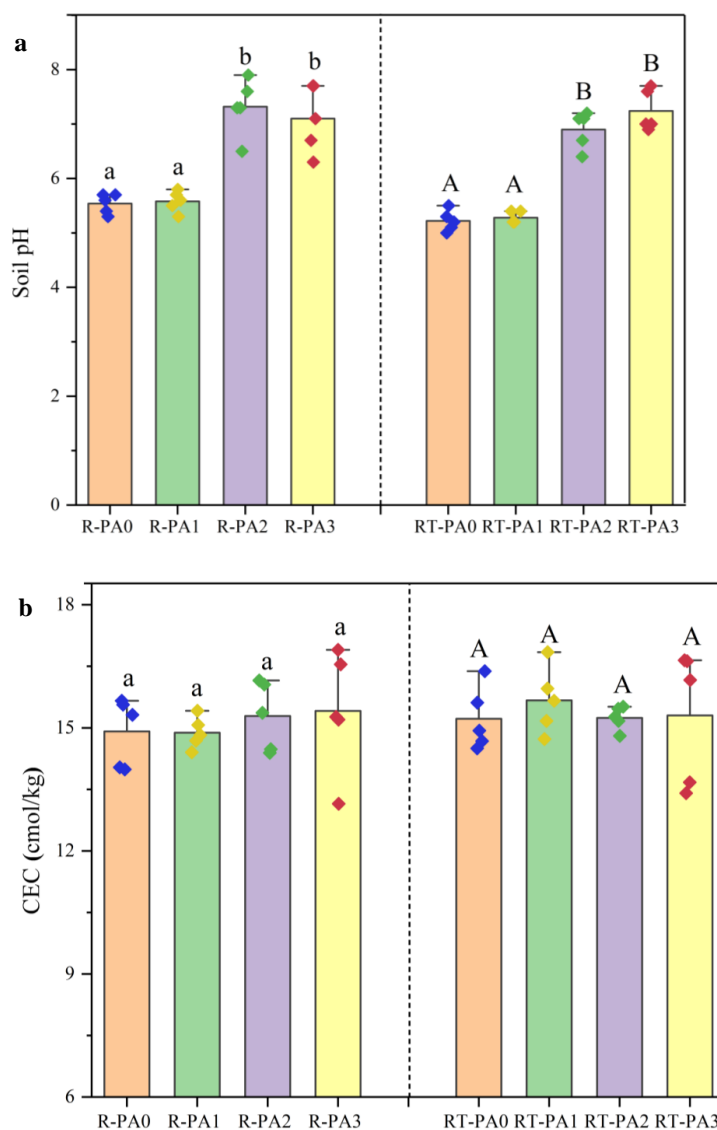 a
Soil pH
8
6
4
2
0
a
a
b
b
A
A
B
B
R-PA0 R-PA1 R-PA2 R-PA3 RT-PA0 RT-PA1 RT-PA2 RT-PA3
b
CEC (cmol/kg)
18
15
12
9
6
a
a
a
a
A
A
A
A
R-PA0 R-PA1 R-PA2 R-PA3 RT-PA0 RT-PA1 RT-PA2 RT-PA3